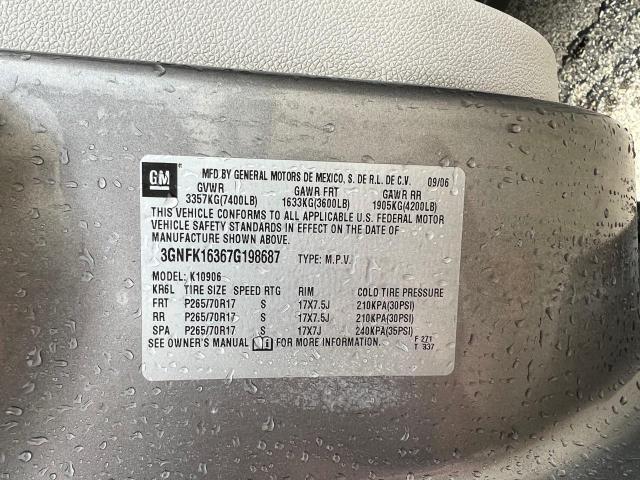 GM
MFD BY GENERAL MOTORS DE MEXICO, S. DE R.L. DE C.V. 09/06
GVWR GAWR FRT GAWR RR
3357KG(7400LB) 1633KG(3600LB) 1905KG(4200LB)
THIS VEHICLE CONFORMS TO ALL APPLICABLE U.S. FEDERAL MOTOR
VEHICLE SAFETY STANDARDS IN EFFECT ON THE DATE OF
MANUFACTURE SHOWN ABOVE.
3GNFK16367G198687 TYPE: M.P.V.
MODEL: K10906
KR6L TIRE SIZE SPEED RTG RIM COLD TIRE PRESSURE
FRT P265/70R17 S 17X7.5J 210KPA(30PSI)
RR P265/70R17 S 17X7.5J 210KPA(30PSI)
SPA P265/70R17 S 17X7J 240KPA(35PSI)
SEE OWNER'S MANUAL FOR MORE INFORMATION. F 271
T 337